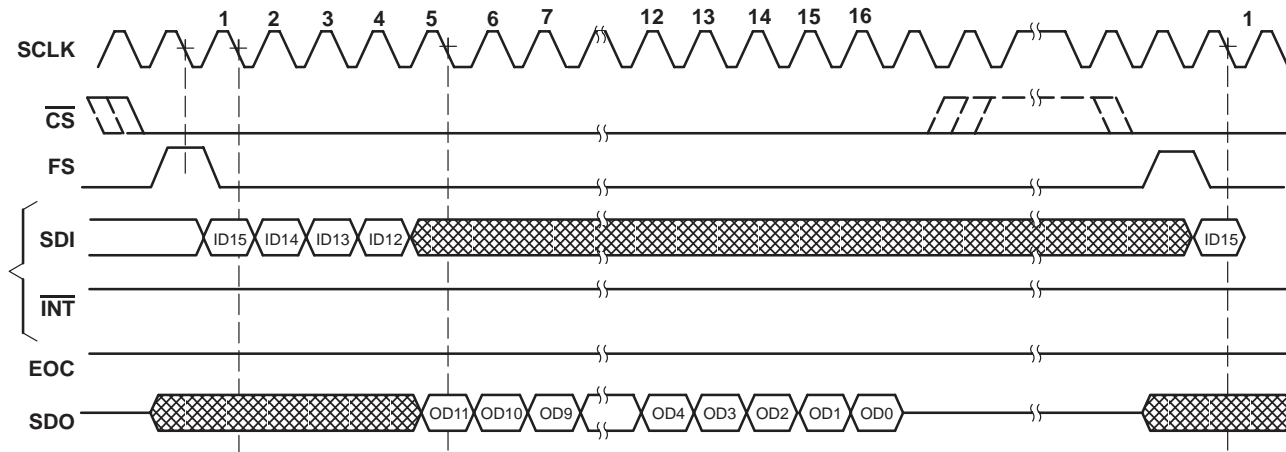 1 2 3 4 5 6 7 12 13 14 15 16 1
SCLK
CS
FS
SDI ID15 ID14 ID13 ID12 ID15
INT
EOC
SDO OD11 OD10 OD9 OD4 OD3 OD2 OD1 OD0